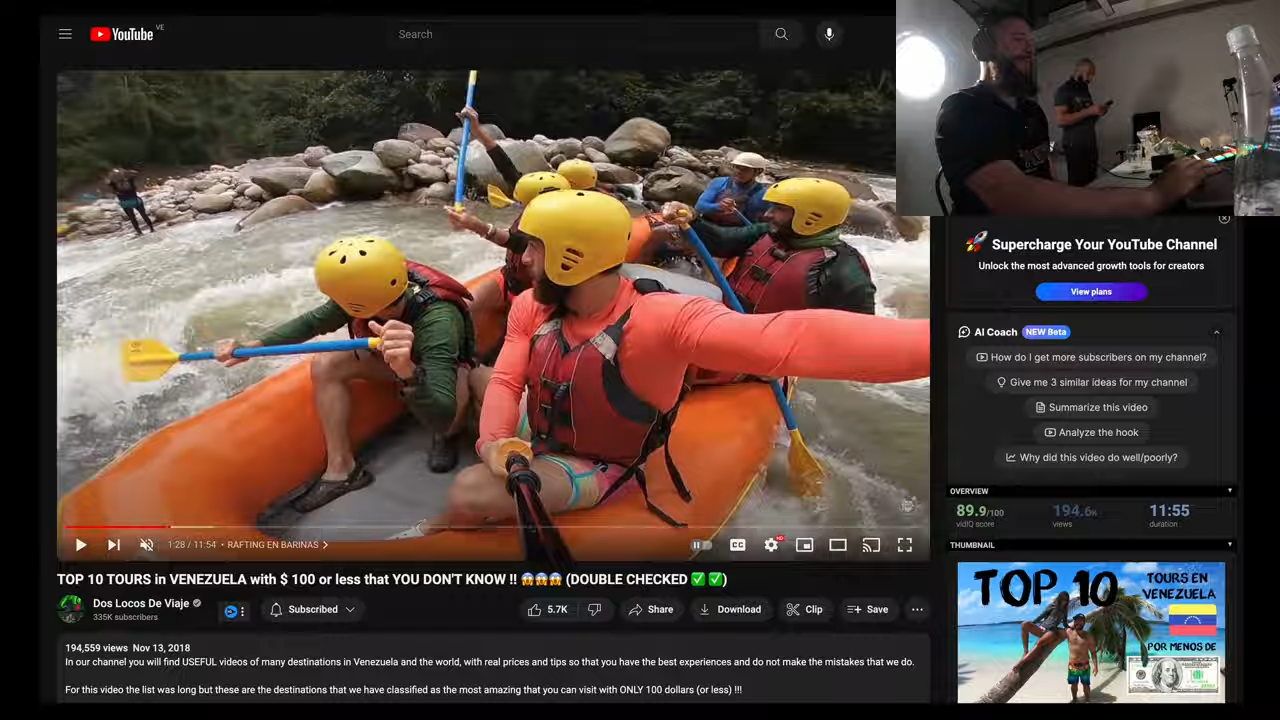 YouTube VE
Search
1:28 / 11:54 • RAFTING EN BARINAS
CC
HD
TOP 10 TOURS in VENEZUELA with $ 100 or less that YOU DON'T KNOW !! 😱😱😱 (DOUBLE CHECKED ✅ ✅)
Dos Locos De Viaje
335K subscribers
Subscribed
5.7K
Share
Download
Clip
Save
194,559 views Nov 13, 2018
In our channel you will find USEFUL videos of many destinations in Venezuela and the world, with real prices and tips so that you have the best experiences and do not make the mistakes that we do.
For this video the list was long but these are the destinations that we have classified as the most amazing that you can visit with ONLY 100 dollars (or less) !!!
🚀 Supercharge Your YouTube Channel
Unlock the most advanced growth tools for creators
View plans
AI Coach NEW Beta
How do I get more subscribers on my channel?
Give me 3 similar ideas for my channel
Summarize this video
Analyze the hook
Why did this video do well/poorly?
OVERVIEW
89.9/100
vidIQ score
194.6K
views
11:55
duration
THUMBNAIL
TOP 10
TOURS EN
VENEZUELA
POR MENOS DE